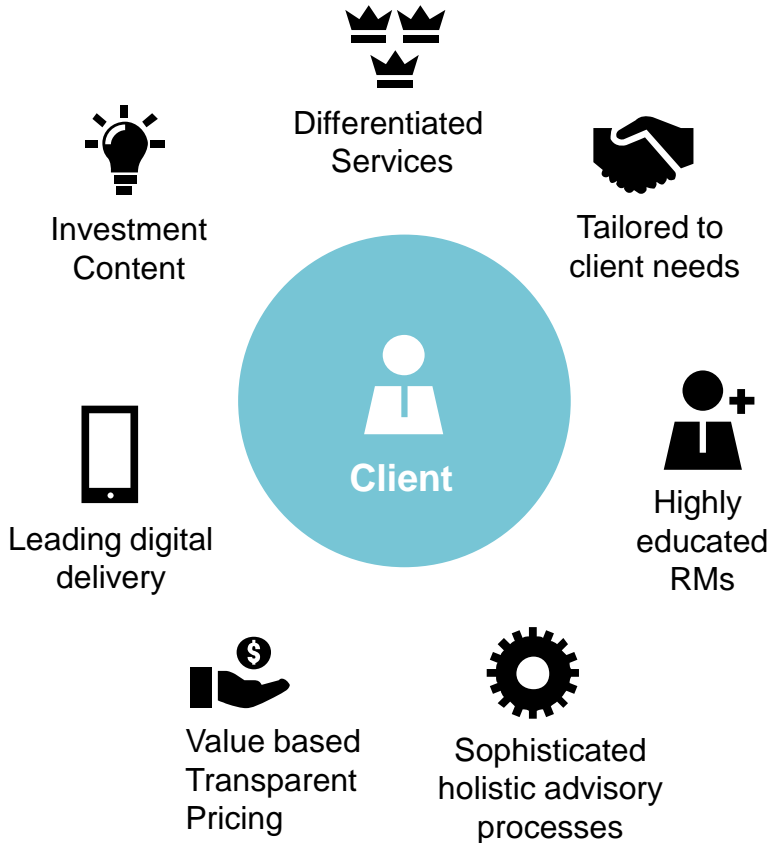 Differentiated
Services
Tailored to
client needs
Highly
educated
RMs
Sophisticated
holistic advisory
processes
Value based
Transparent
Pricing
Leading digital
delivery
Investment
Content
Client
$